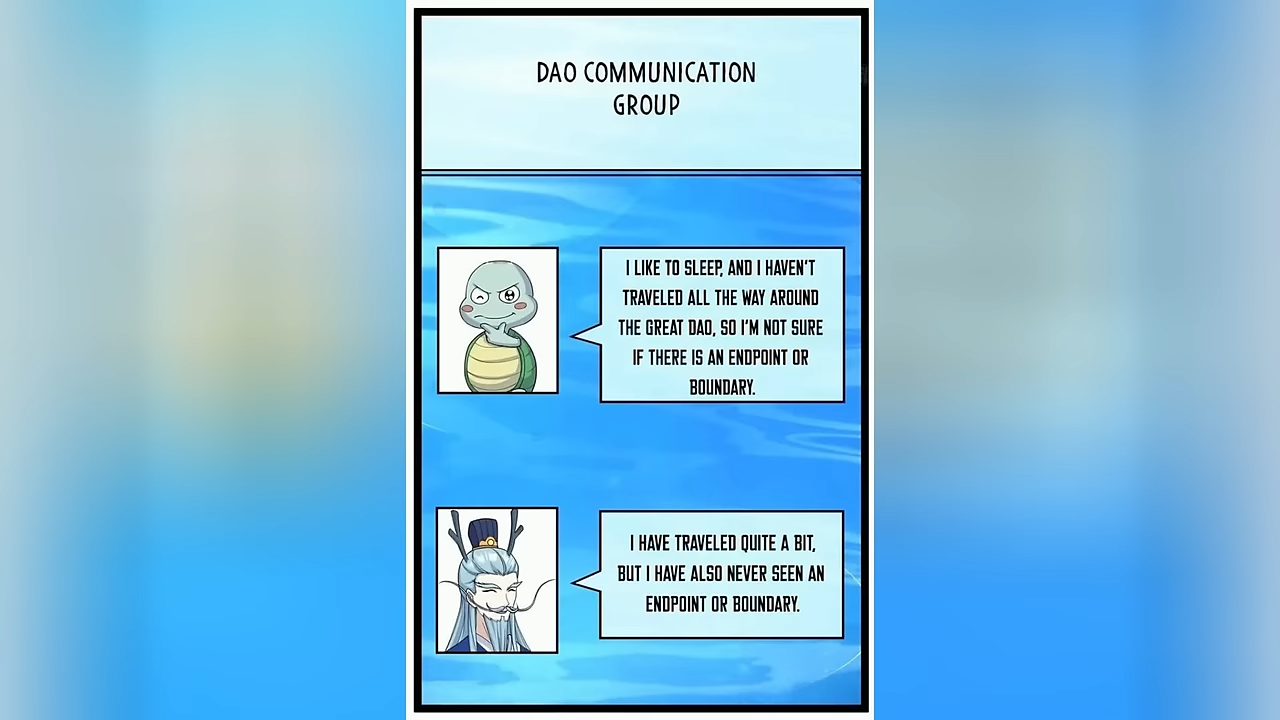 DAO COMMUNICATION
GROUP
I LIKE TO SLEEP, AND I HAVEN'T
TRAVELED ALL THE WAY AROUND
THE GREAT DAO, SO I'M NOT SURE
IF THERE IS AN ENDPOINT OR
BOUNDARY.
I HAVE TRAVELED QUITE A BIT,
BUT I HAVE ALSO NEVER SEEN AN
ENDPOINT OR BOUNDARY.